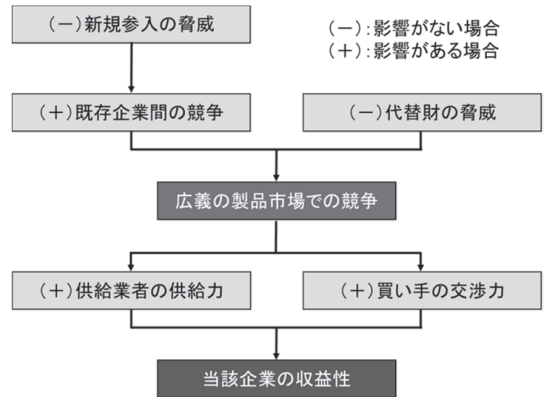 (－)新規参入の脅威
(－)：影響がない場合
(＋)：影響がある場合
(＋)既存企業間の競争
(－)代替財の脅威
広義の製品市場での競争
(＋)供給業者の供給力
(＋)買い手の交渉力
当該企業の収益性